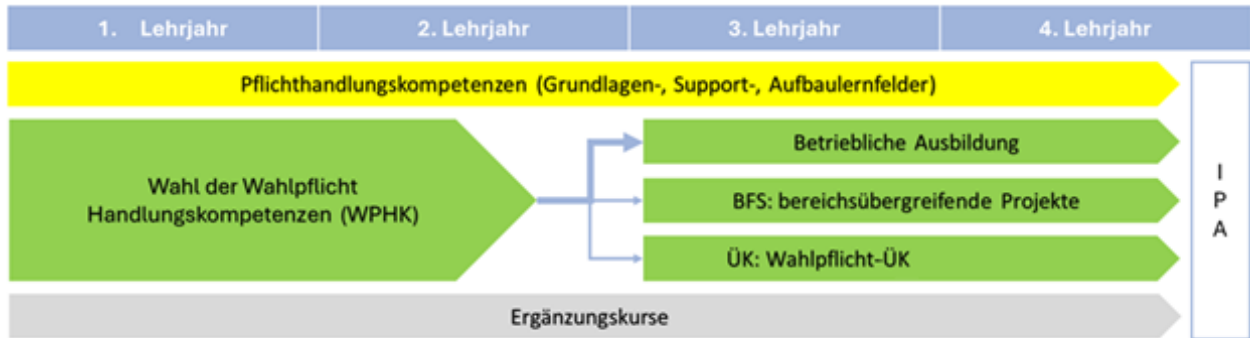 1. Lehrjahr
2. Lehrjahr
3. Lehrjahr
4. Lehrjahr
Pflichthandlungskompetenzen (Grundlagen-, Support-, Aufbaulernfelder)
Wahl der Wahlpflicht
Handlungskompetenzen (WPHK)
Betriebliche Ausbildung
BFS: bereichsübergreifende Projekte
ÜK: Wahlpflicht-ÜK
Ergänzungskurse
I
P
A